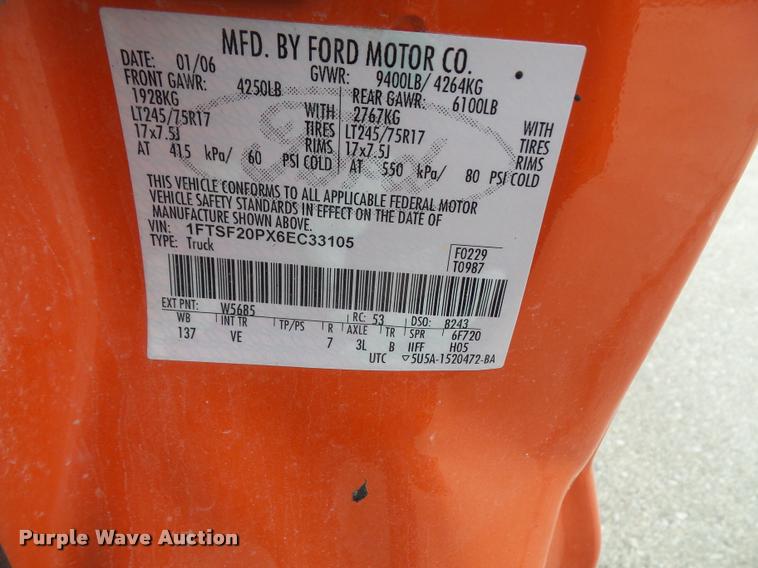 MFD. BY FORD MOTOR CO.
DATE: 01/06 GVWR: 9400LB/ 4264KG
FRONT GAWR: 4250LB REAR GAWR: 6100LB
1928KG WITH 2767KG WITH
LT245/75R17 TIRES LT245/75R17 TIRES
17x7.5J RIMS 17x7.5J RIMS
AT 415 kPa/ 60 PSI COLD AT 550 kPa/ 80 PSI COLD
Ford
THIS VEHICLE CONFORMS TO ALL APPLICABLE FEDERAL MOTOR
VEHICLE SAFETY STANDARDS IN EFFECT ON THE DATE OF
MANUFACTURE SHOWN ABOVE.
VIN: 1FTSF20PX6EC33105
TYPE: Truck
F0229
T0987
EXT PNT: W5685 RC: 53 DSO: 8243
WB INT TR TP/PS R AXLE TR SPR 6F720
137 VE 7 3L B IIFF H05
UTC ▽5U5A-1520472-BA
Purple Wave Auction